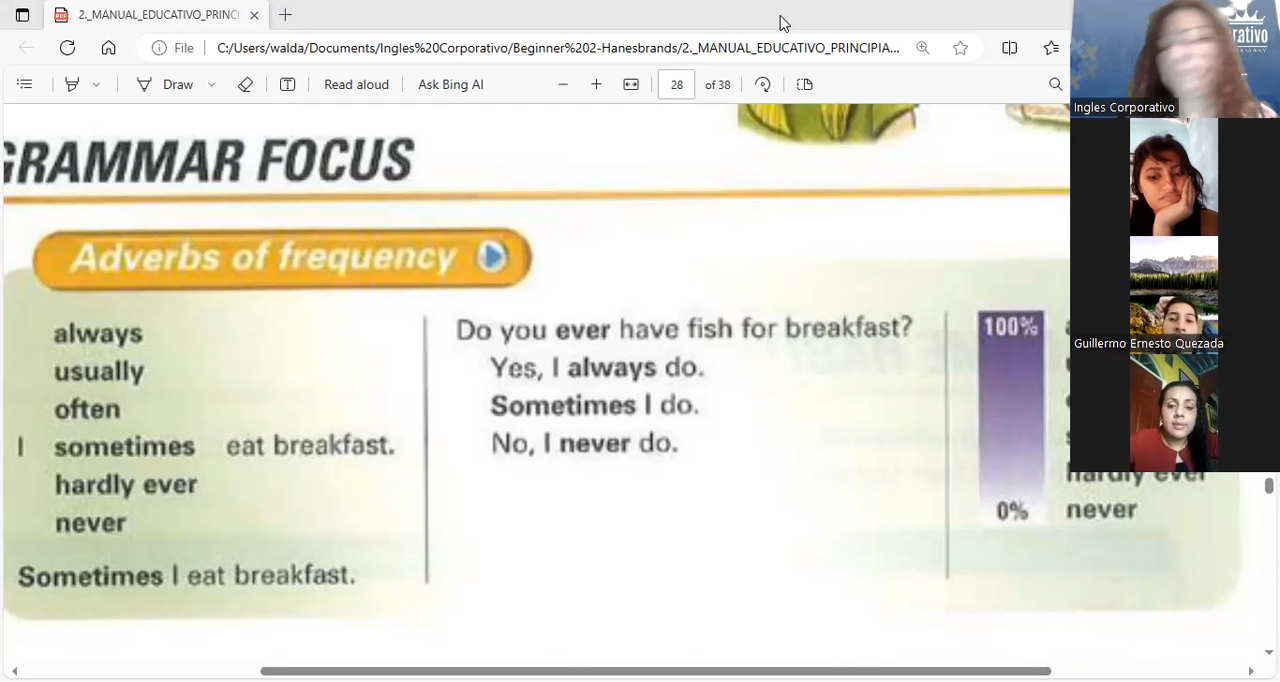 2._MANUAL_EDUCATIVO_PRINCI
File
C:/Users/walda/Documents/Ingles%20Corporativo/Beginner%202-Hanesbrands/2._MANUAL_EDUCATIVO_PRINCIPIA...
Draw
Read aloud
Ask Bing AI
28 of 38
GRAMMAR FOCUS
Adverbs of frequency
always
usually
often
I sometimes eat breakfast.
hardly ever
never
Sometimes I eat breakfast.
Do you ever have fish for breakfast?
Yes, I always do.
Sometimes I do.
No, I never do.
100%
0%
hardly ever
never
Ingles Corporativo
Guillermo Ernesto Quezada